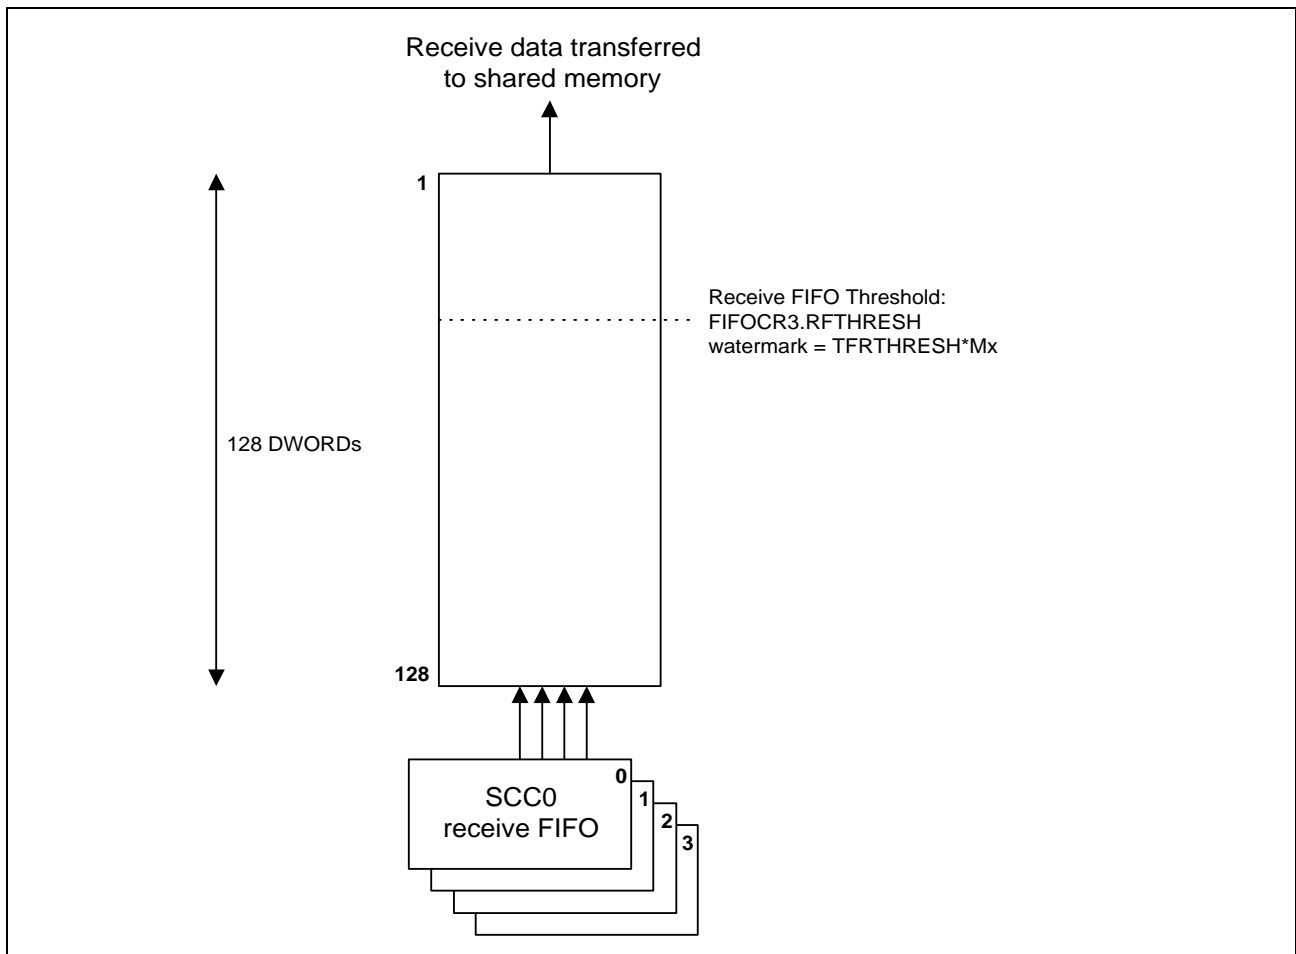 Receive data transferred
to shared memory
1
Receive FIFO Threshold:
FIFOCR3.RFTHRESH
watermark = TFRTHRESH*Mx
128 DWORDs
128
0
SCC0
1
receive FIFO
2
3